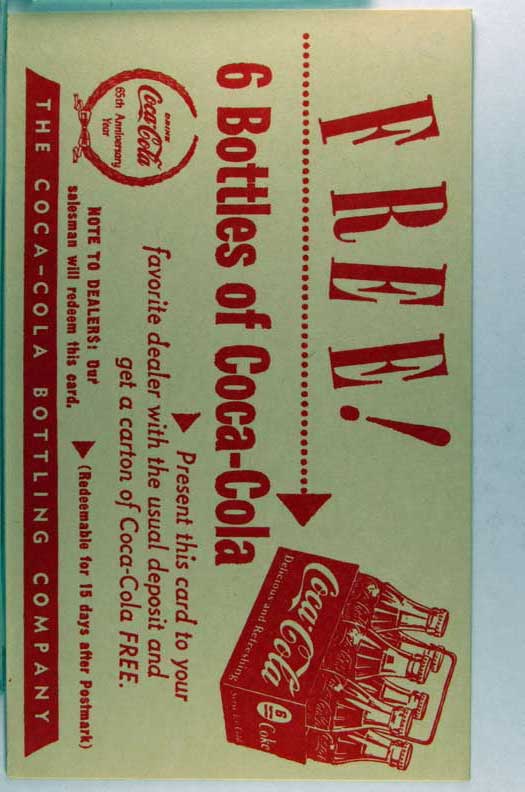 FREE!
6 Bottles of Coca-Cola
DRINK
Coca-Cola
65th Anniversary
Year
Present this card to your
favorite dealer with the usual deposit and
get a carton of Coca-Cola FREE.
NOTE TO DEALERS: Our
salesman will redeem this card.
(Redeemable for 15 days after Postmark)
THE COCA-COLA BOTTLING COMPANY
Coca-Cola
Delicious and Refreshing
6
Coke